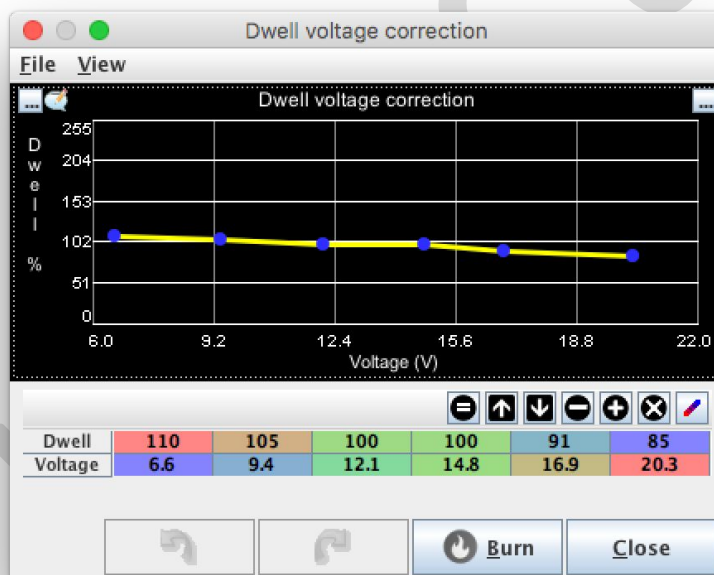 Dwell voltage correction
File View
... Dwell voltage correction ...
Dwell %
255
204
153
102
51
0
6.0 9.2 12.4 15.6 18.8 22.0
Voltage (V)
Dwell 110 105 100 100 91 85
Voltage 6.6 9.4 12.1 14.8 16.9 20.3
Burn Close